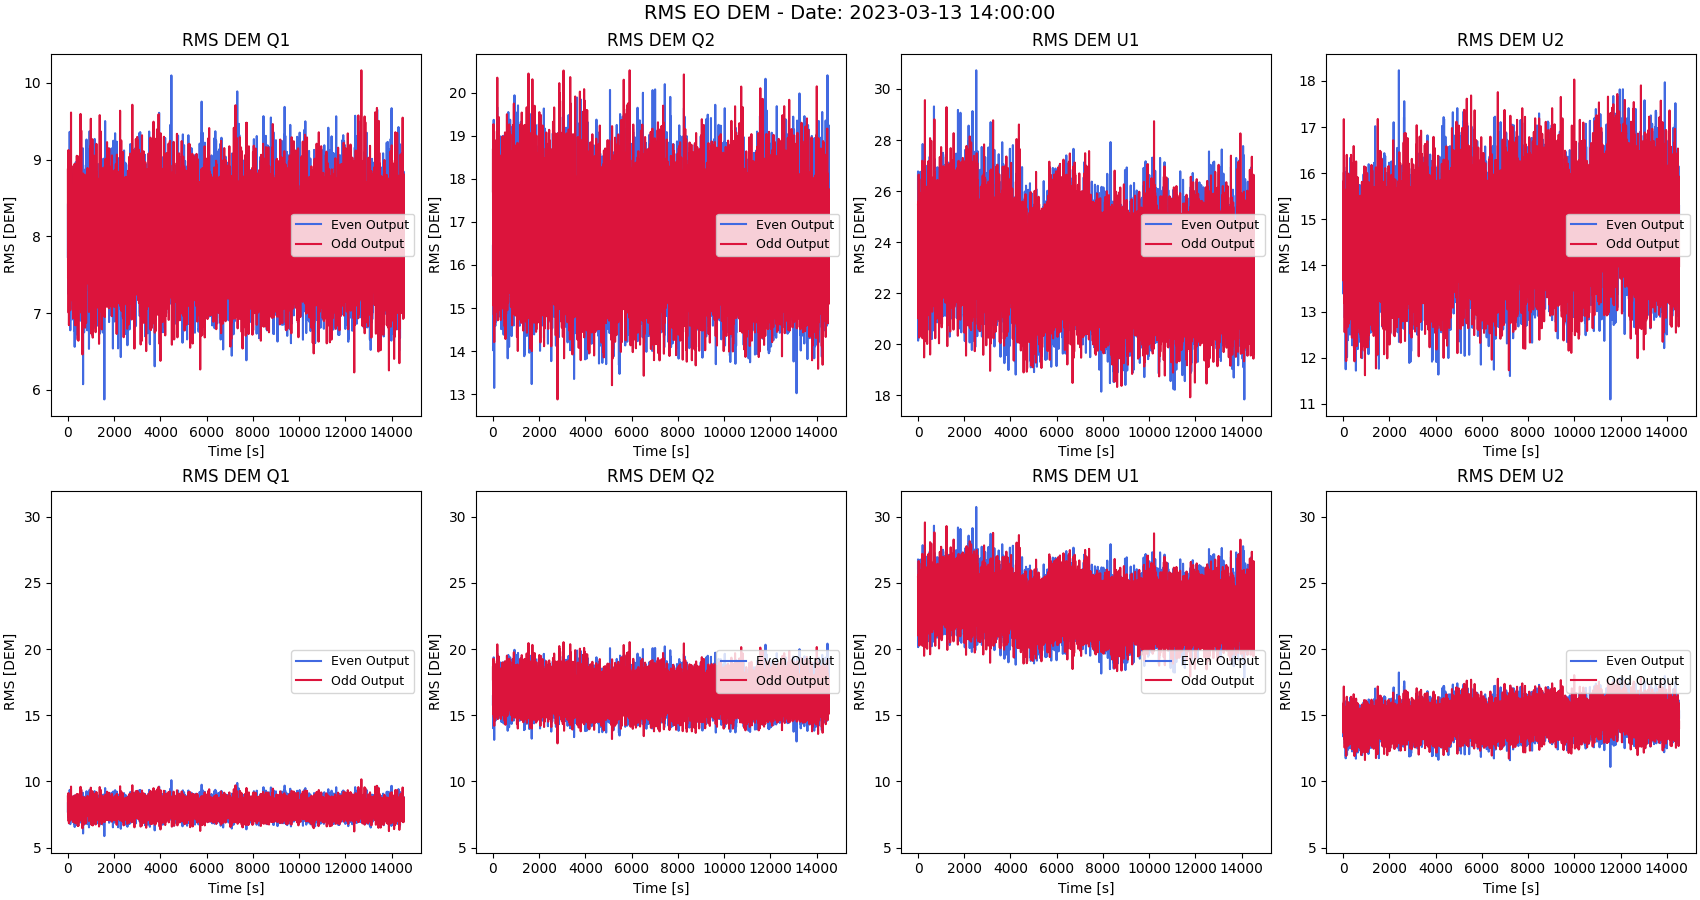 RMS EO DEM - Date: 2023-03-13 14:00:00
RMS DEM Q1
RMS [DEM]
10
9
8
7
6
Even Output
Odd Output
0 2000 4000 6000 8000 10000 12000 14000
Time [s]
RMS DEM Q2
RMS [DEM]
20
19
18
17
16
15
14
13
Even Output
Odd Output
0 2000 4000 6000 8000 10000 12000 14000
Time [s]
RMS DEM U1
RMS [DEM]
30
28
26
24
22
20
18
Even Output
Odd Output
0 2000 4000 6000 8000 10000 12000 14000
Time [s]
RMS DEM U2
RMS [DEM]
18
17
16
15
14
13
12
11
Even Output
Odd Output
0 2000 4000 6000 8000 10000 12000 14000
Time [s]
RMS DEM Q1
RMS [DEM]
30
25
20
15
10
5
Even Output
Odd Output
0 2000 4000 6000 8000 10000 12000 14000
Time [s]
RMS DEM Q2
RMS [DEM]
30
25
20
15
10
5
Even Output
Odd Output
0 2000 4000 6000 8000 10000 12000 14000
Time [s]
RMS DEM U1
RMS [DEM]
30
25
20
15
10
5
Even Output
Odd Output
0 2000 4000 6000 8000 10000 12000 14000
Time [s]
RMS DEM U2
RMS [DEM]
30
25
20
15
10
5
Even Output
Odd Output
0 2000 4000 6000 8000 10000 12000 14000
Time [s]